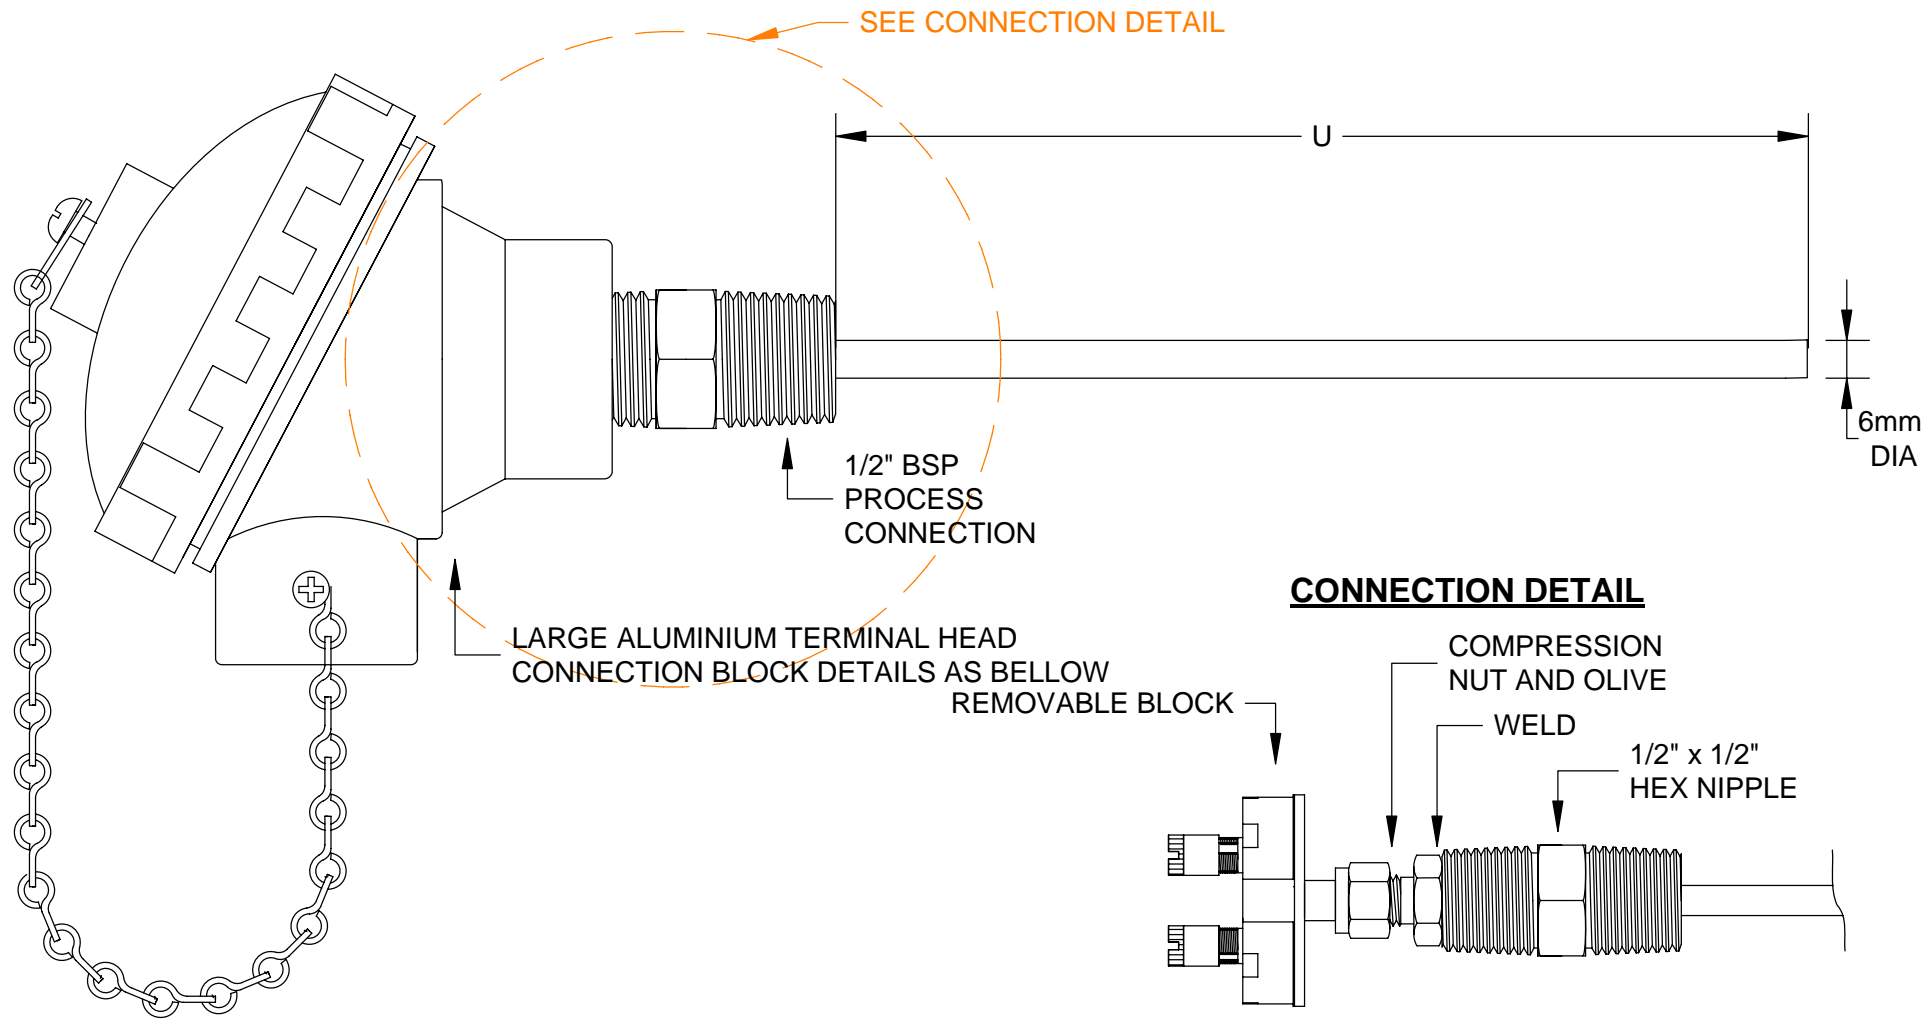 SEE CONNECTION DETAIL
U
6mm
DIA
1/2" BSP
PROCESS
CONNECTION
LARGE ALUMINIUM TERMINAL HEAD
CONNECTION BLOCK DETAILS AS BELLOW
CONNECTION DETAIL
COMPRESSION
NUT AND OLIVE
REMOVABLE BLOCK
WELD
1/2" x 1/2"
HEX NIPPLE